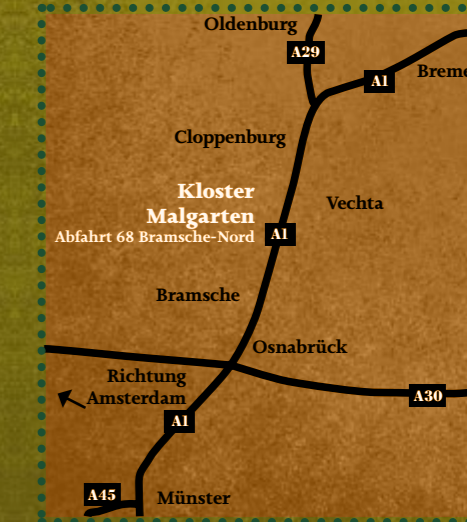 Oldenburg
A29
A1
Brem
Cloppenburg
Kloster
Malgarten
Abfahrt 68 Bramsche-Nord
Vechta
A1
Bramsche
Osnabrück
Richtung
Amsterdam
A30
A1
A45
Münster